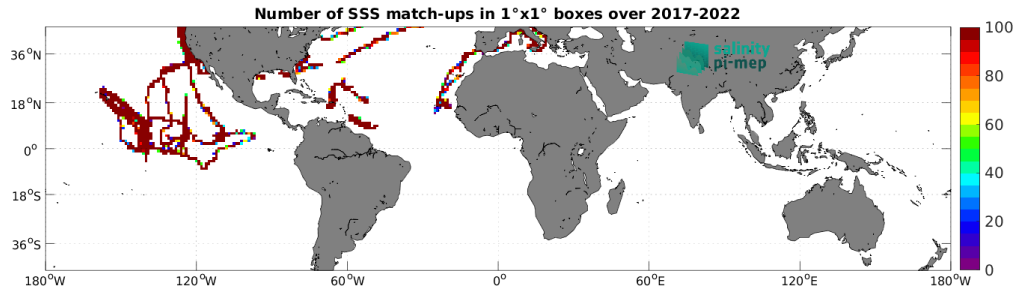 Number of SSS match-ups in 1°x1° boxes over 2017-2022
salinity
pi-mep
36°N
18°N
0°
18°S
36°S
180°W
120°W
60°W
0°
60°E
120°E
180°W
100
80
60
40
20
0